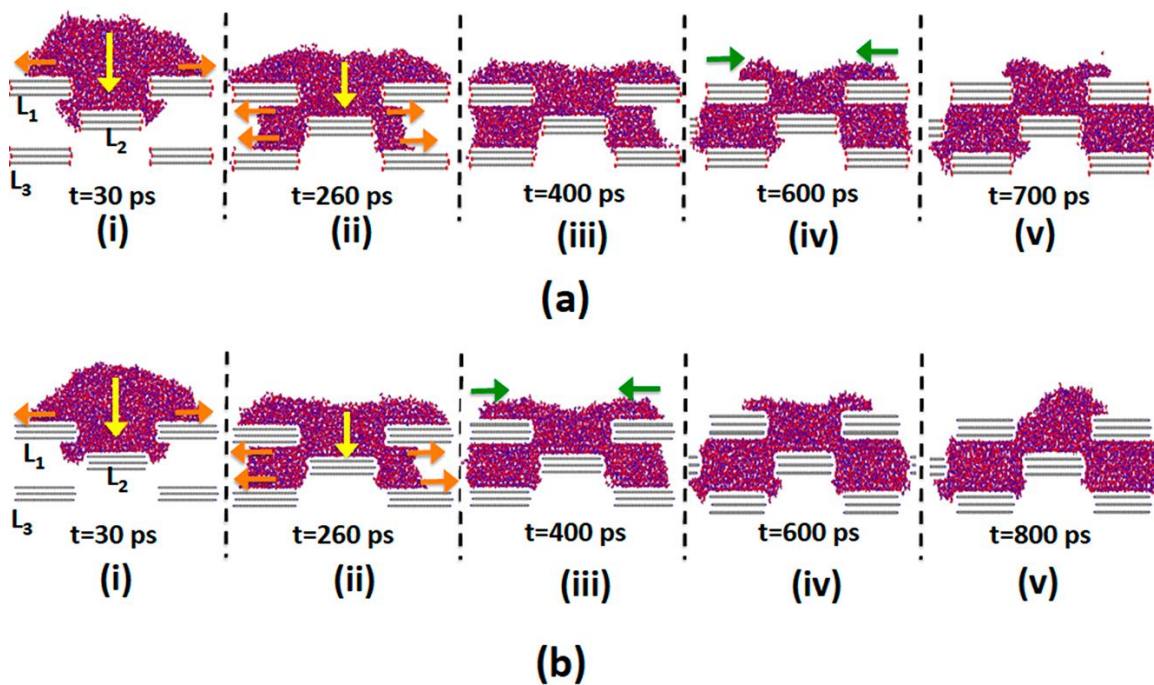 L1
L2
L3
t=30 ps
t=260 ps
t=400 ps
t=600 ps
t=700 ps
(i)
(ii)
(iii)
(iv)
(v)
(a)
L1
L2
L3
t=30 ps
t=260 ps
t=400 ps
t=600 ps
t=800 ps
(i)
(ii)
(iii)
(iv)
(v)
(b)